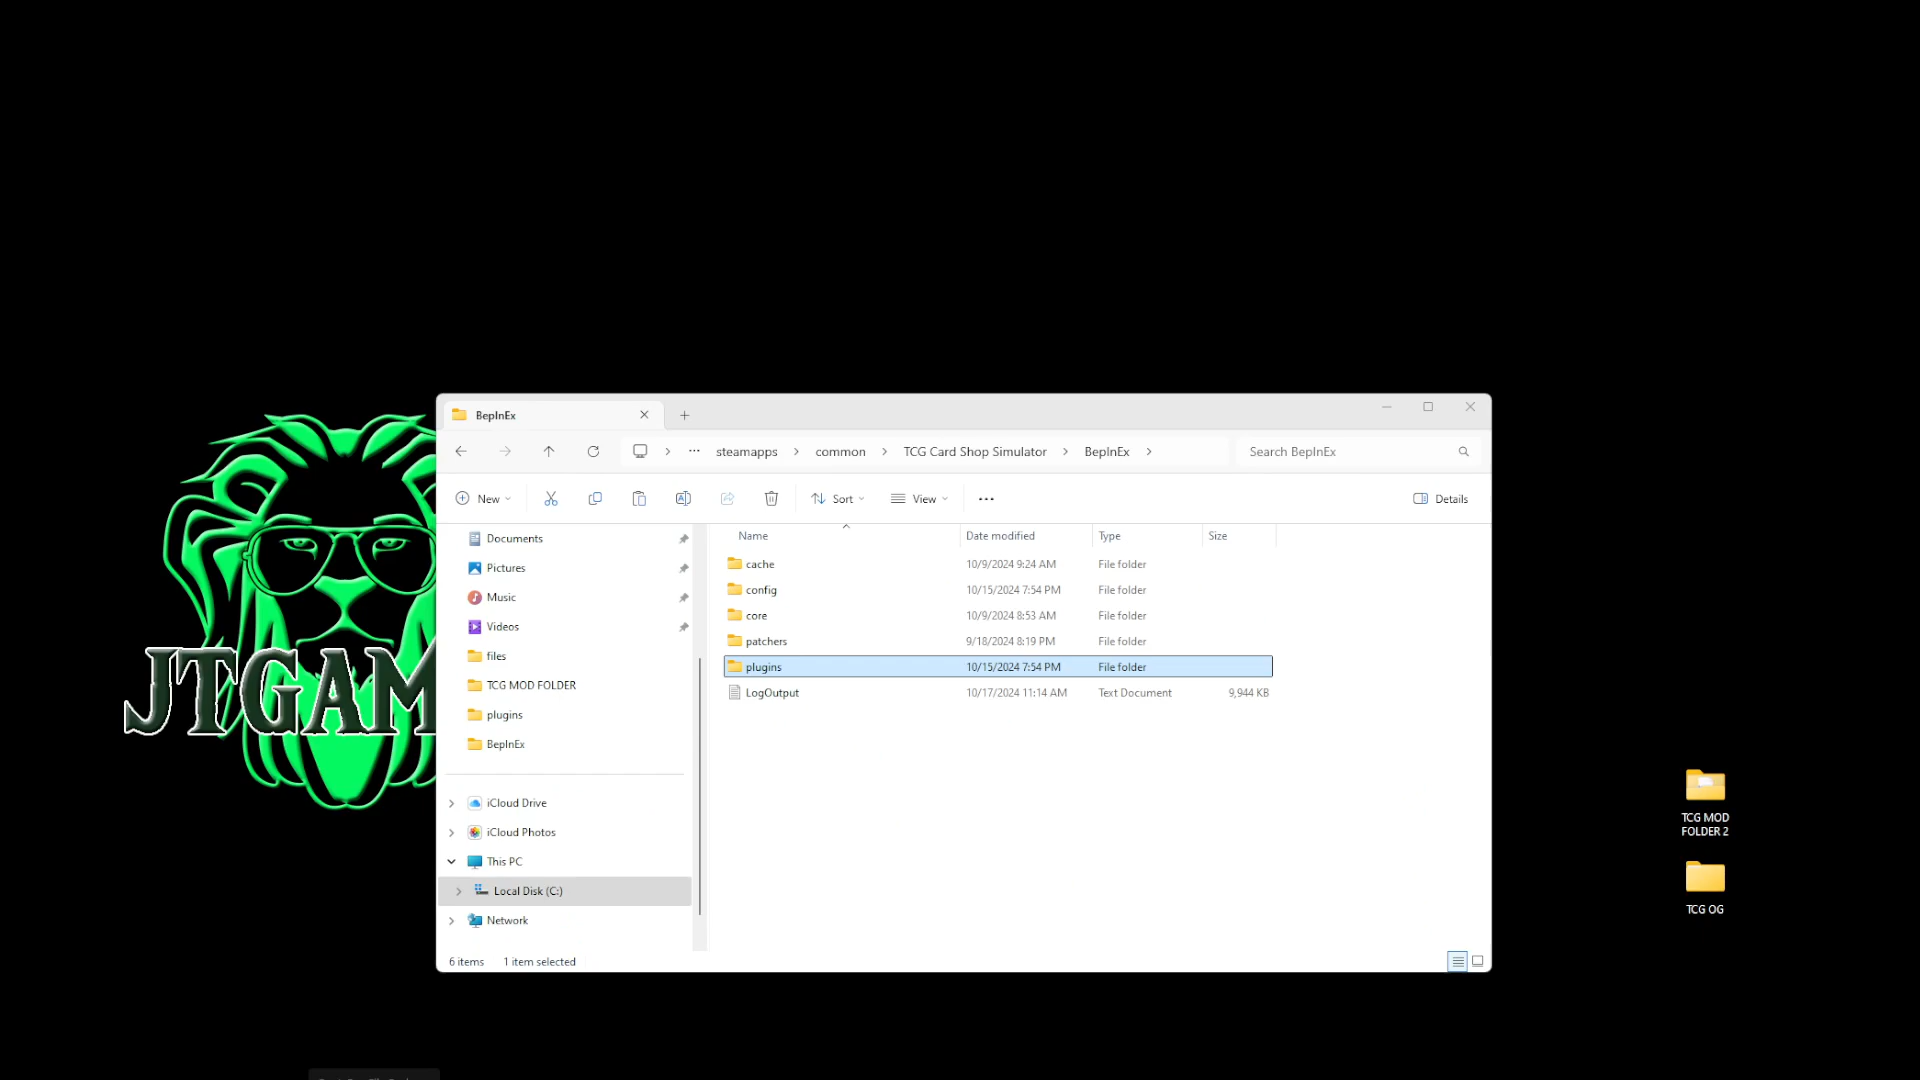 BepInEx
steamapps
common
TCG Card Shop Simulator
BepInEx
Search BepInEx
New
Sort
View
Details
Documents
Pictures
Music
Videos
files
TCG MOD FOLDER
plugins
BepInEx
iCloud Drive
iCloud Photos
This PC
Local Disk (C:)
Network
Name Date modified Type Size
cache 10/9/2024 9:24 AM File folder
config 10/15/2024 7:54 PM File folder
core 10/9/2024 8:53 AM File folder
patchers 9/18/2024 8:19 PM File folder
plugins 10/15/2024 7:54 PM File folder
LogOutput 10/17/2024 11:14 AM Text Document 9,944 KB
6 items 1 item selected
JTGAM
TCG MOD
FOLDER 2
TCG OG